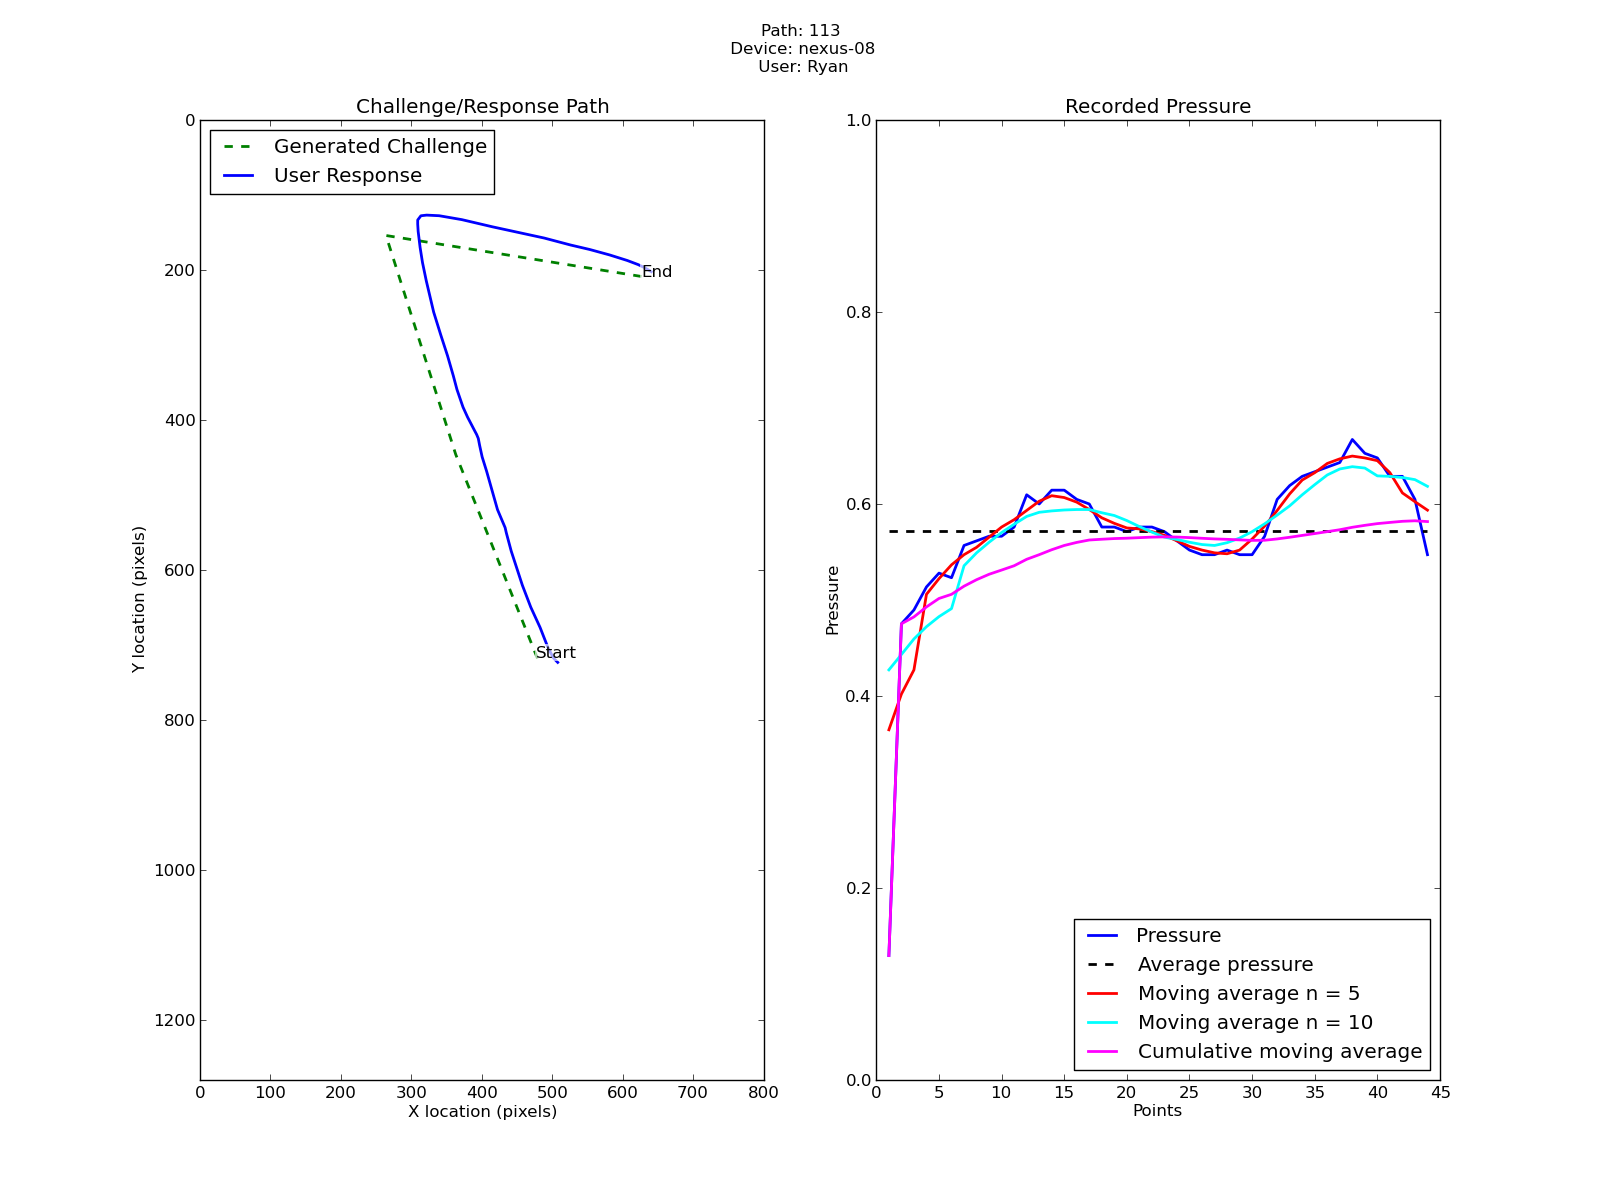 Path: 113
Device: nexus-08
User: Ryan
Challenge/Response Path
0
200
400
600
800
1000
1200
Y location (pixels)
Generated Challenge
User Response
End
Start
0 100 200 300 400 500 600 700 800
X location (pixels)
Recorded Pressure
1.0
0.8
0.6
0.4
0.2
0.0
Pressure
Pressure
Average pressure
Moving average n = 5
Moving average n = 10
Cumulative moving average
0 5 10 15 20 25 30 35 40 45
Points